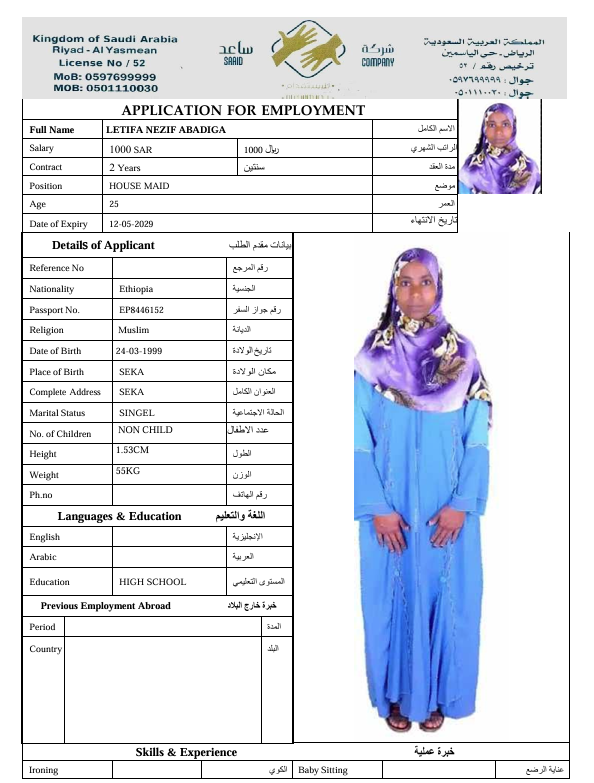 Kingdom of Saudi Arabia
Riyad - Al Yasmean
License No / 52
MoB: 0597699999
MOB: 0501110030
ساعد
SAAID
شركة
COMPANY
المملكة العربية السعودية
الرياض - حي الياسمين
ترخيص رقم / ٥٢
جوال : ٠٥٩٧٦٩٩٩٩٩
جوال : ٠٥٠١١١٠٠٣٠
APPLICATION FOR EMPLOYMENT
Full Name LETIFA NEZIF ABADIGA الاسم الكامل
Salary 1000 SAR 1000 ريال الراتب الشهري
Contract 2 Years سنتين مدة العقد
Position HOUSE MAID موضع
Age 25 العمر
Date of Expiry 12-05-2029 تاريخ الانتهاء
Details of Applicant بيانات مقدم الطلب
Reference No رقم المرجع
Nationality Ethiopia الجنسية
Passport No. EP8446152 رقم جواز السفر
Religion Muslim الديانة
Date of Birth 24-03-1999 تاريخ الولادة
Place of Birth SEKA مكان الولادة
Complete Address SEKA العنوان الكامل
Marital Status SINGEL الحالة الاجتماعية
No. of Children NON CHILD عدد الاطفال
Height 1.53CM الطول
Weight 55KG الوزن
Ph.no رقم الهاتف
Languages & Education اللغة والتعليم
English الإنجليزية
Arabic العربية
Education HIGH SCHOOL المستوى التعليمي
Previous Employment Abroad خبرة خارج البلاد
Period المدة
Country البلد
Skills & Experience خبرة عملية
Ironing الكوي Baby Sitting عناية الرضع